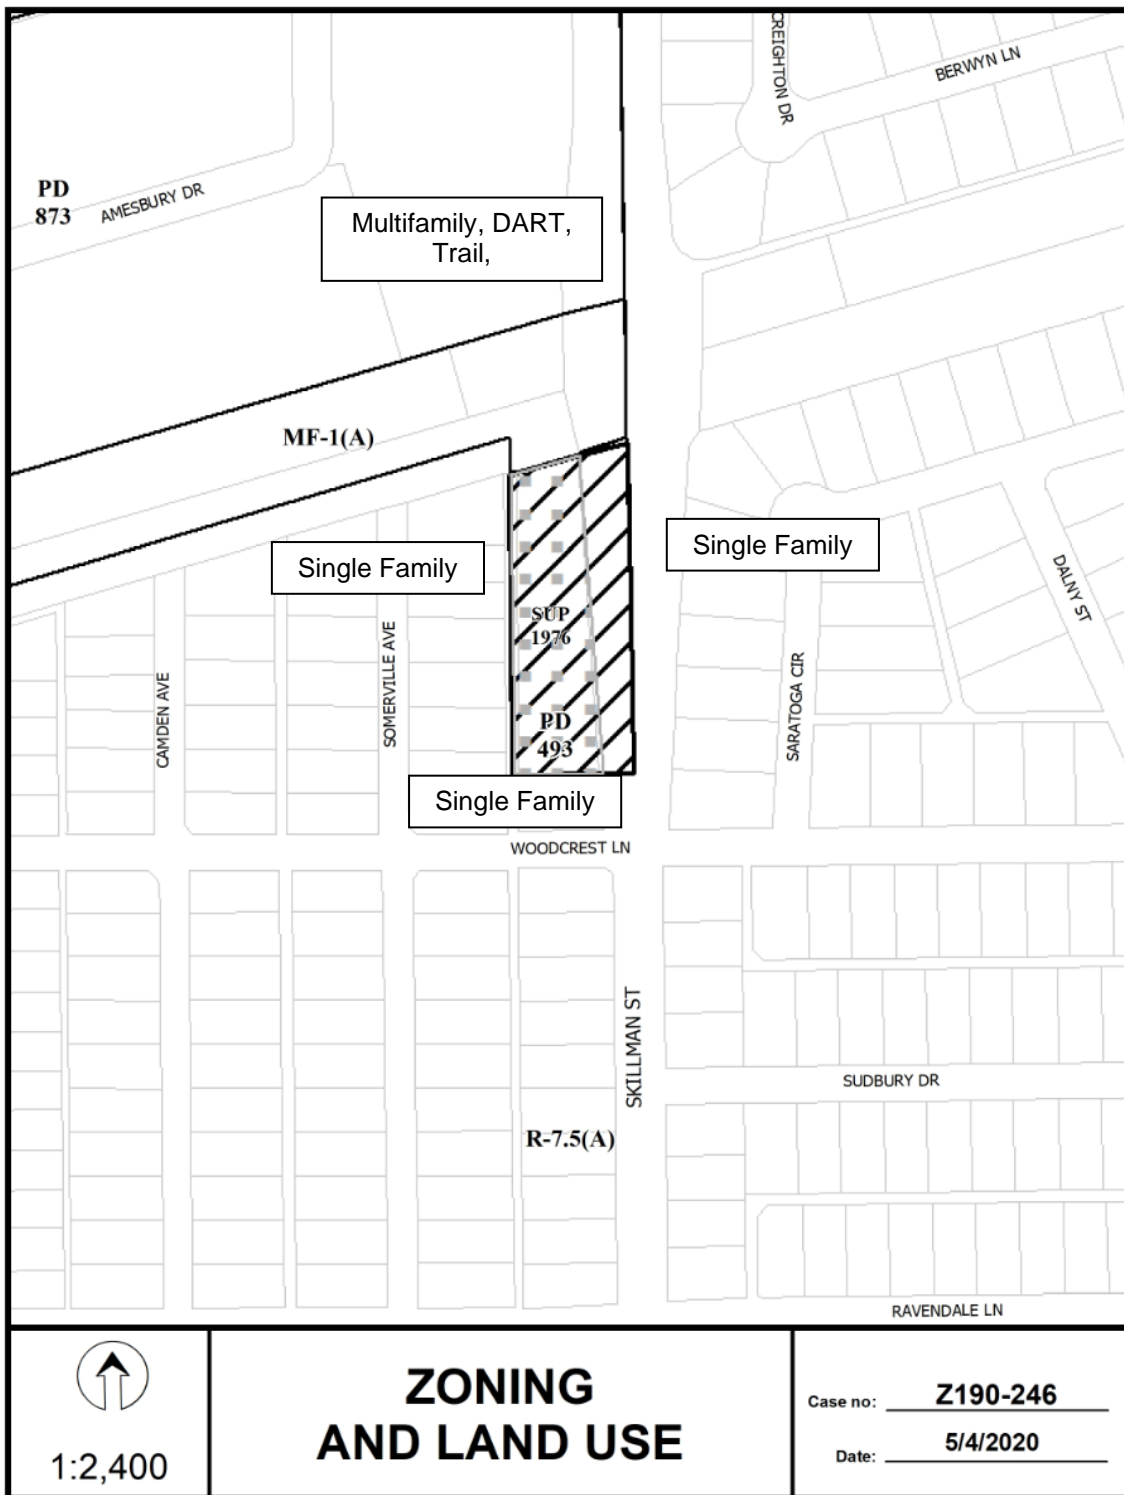 CREIGHTON DR
BERWYN LN
PD
873
AMESBURY DR
Multifamily, DART,
Trail,
MF-1(A)
Single Family
Single Family
DALNY ST
SUP
1976
SOMERVILLE AVE
SARATOGA CIR
CAMDEN AVE
PD
493
Single Family
WOODCREST LN
SKILLMAN ST
SUDBURY DR
R-7.5(A)
RAVENDALE LN
1:2,400
ZONING
AND LAND USE
Case no: Z190-246
Date: 5/4/2020